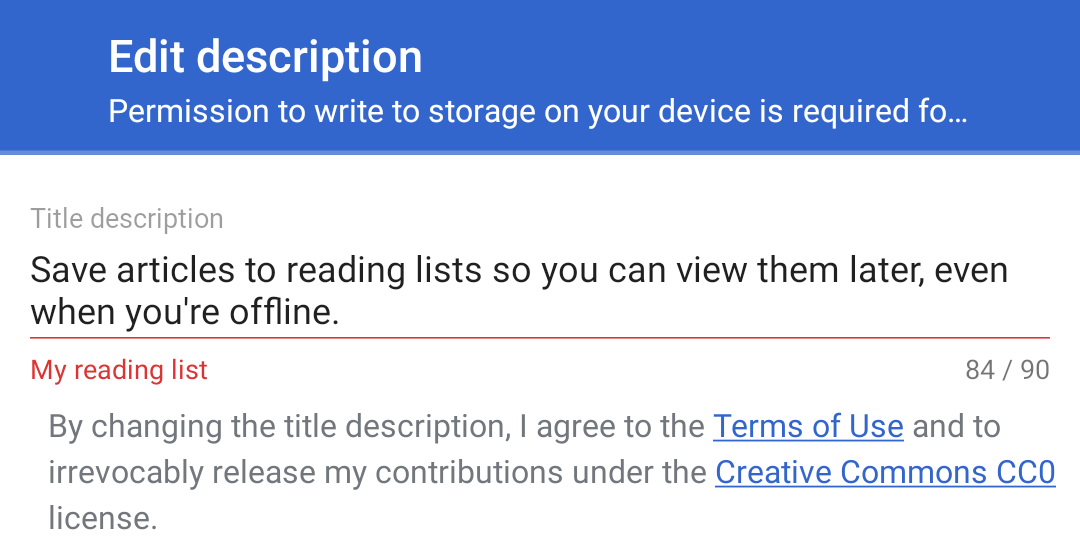 Edit description
Permission to write to storage on your device is required fo…
Title description
Save articles to reading lists so you can view them later, even
when you're offline.
My reading list
84 / 90
By changing the title description, I agree to the Terms of Use and to
irrevocably release my contributions under the Creative Commons CC0
license.